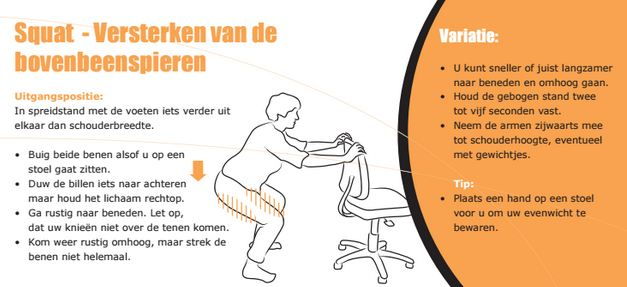 Squat - Versterken van de
bovenbeenspieren
Uitgangspositie:
In spreidstand met de voeten iets verder uit
elkaar dan schouderbreedte.
• Buig beide benen alsof u op een
stoel gaat zitten.
• Duw de billen iets naar achteren
maar houd het lichaam rechtop.
• Ga rustig naar beneden. Let op,
dat uw knieën niet over de tenen komen.
• Kom weer rustig omhoog, maar strek de
benen niet helemaal.
Variatie:
• U kunt sneller of juist langzamer
naar beneden en omhoog gaan.
• Houd de gebogen stand twee
tot vijf seconden vast.
• Neem de armen zijwaarts mee
tot schouderhoogte, eventueel
met gewichtjes.
Tip:
• Plaats een hand op een stoel
voor u om uw evenwicht te
bewaren.